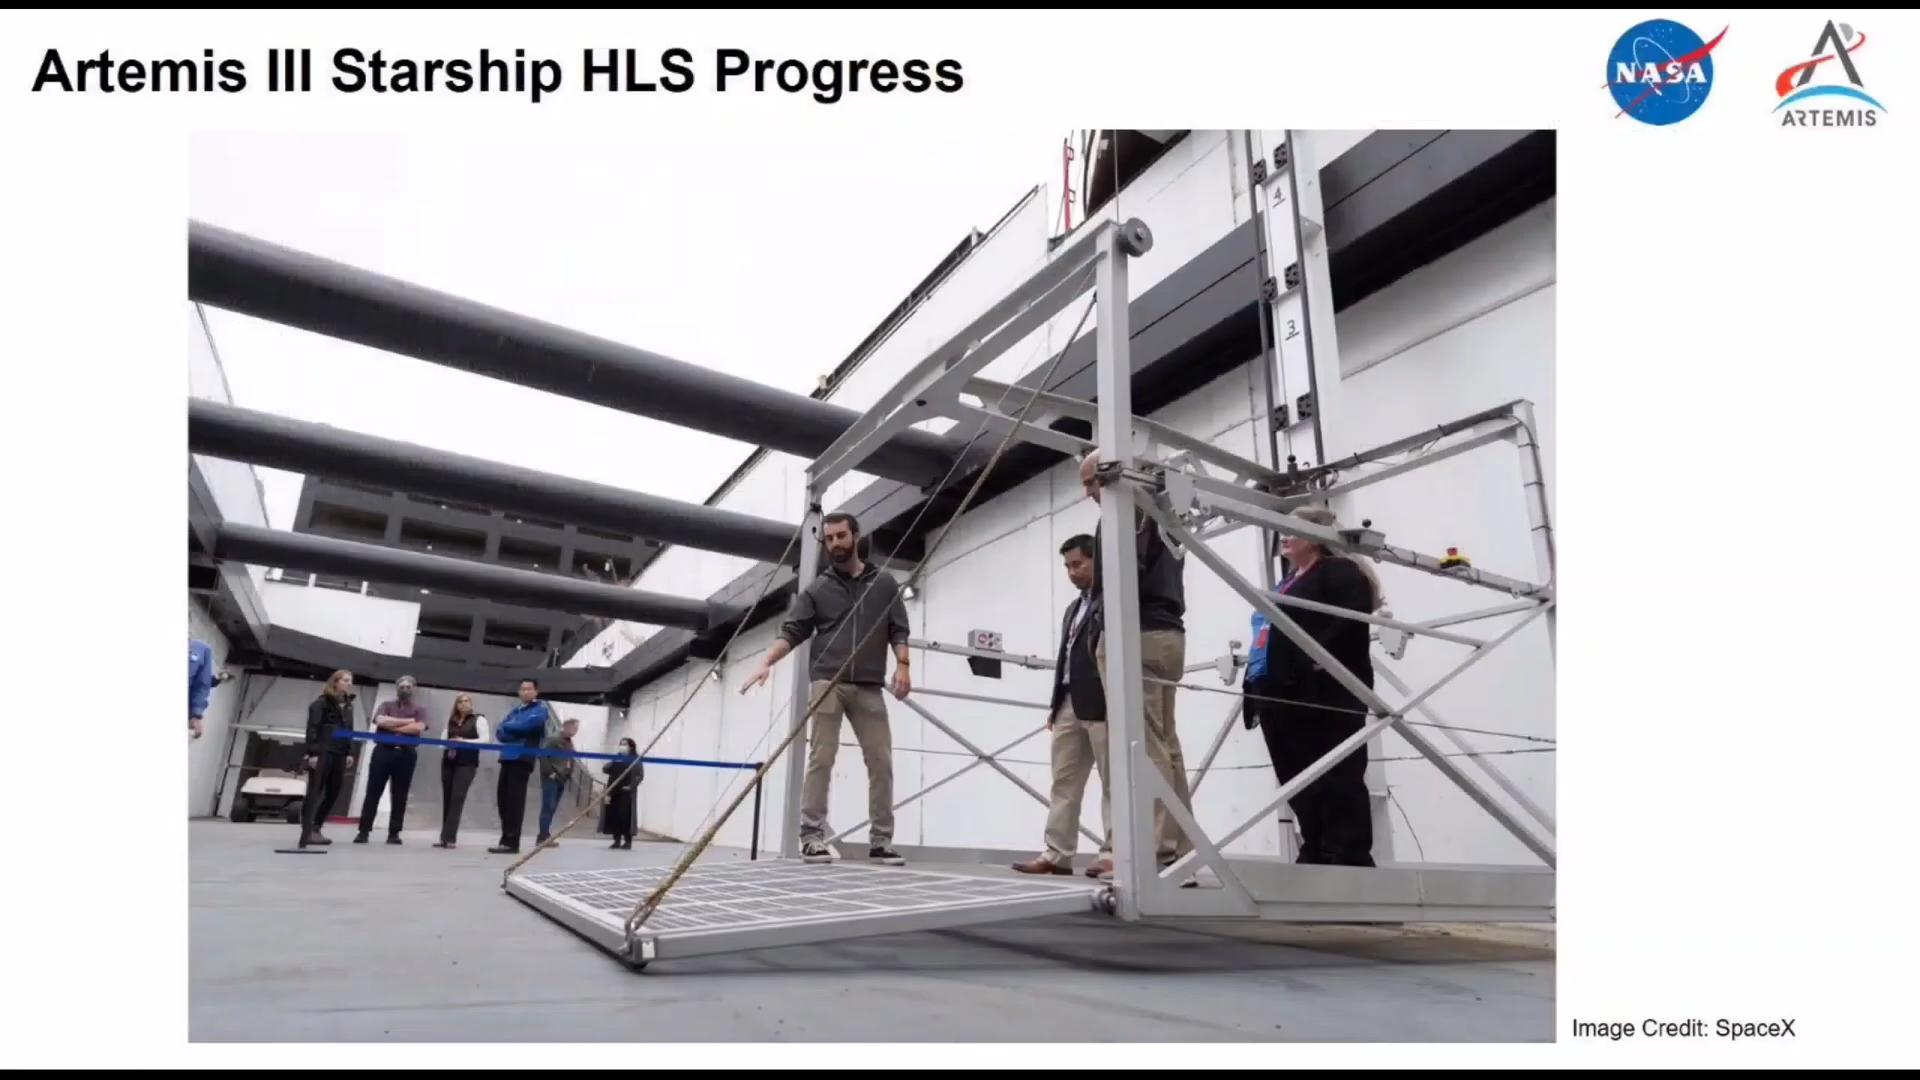 Artemis III Starship HLS Progress
NASA
ARTEMIS
4
3
Image Credit: SpaceX